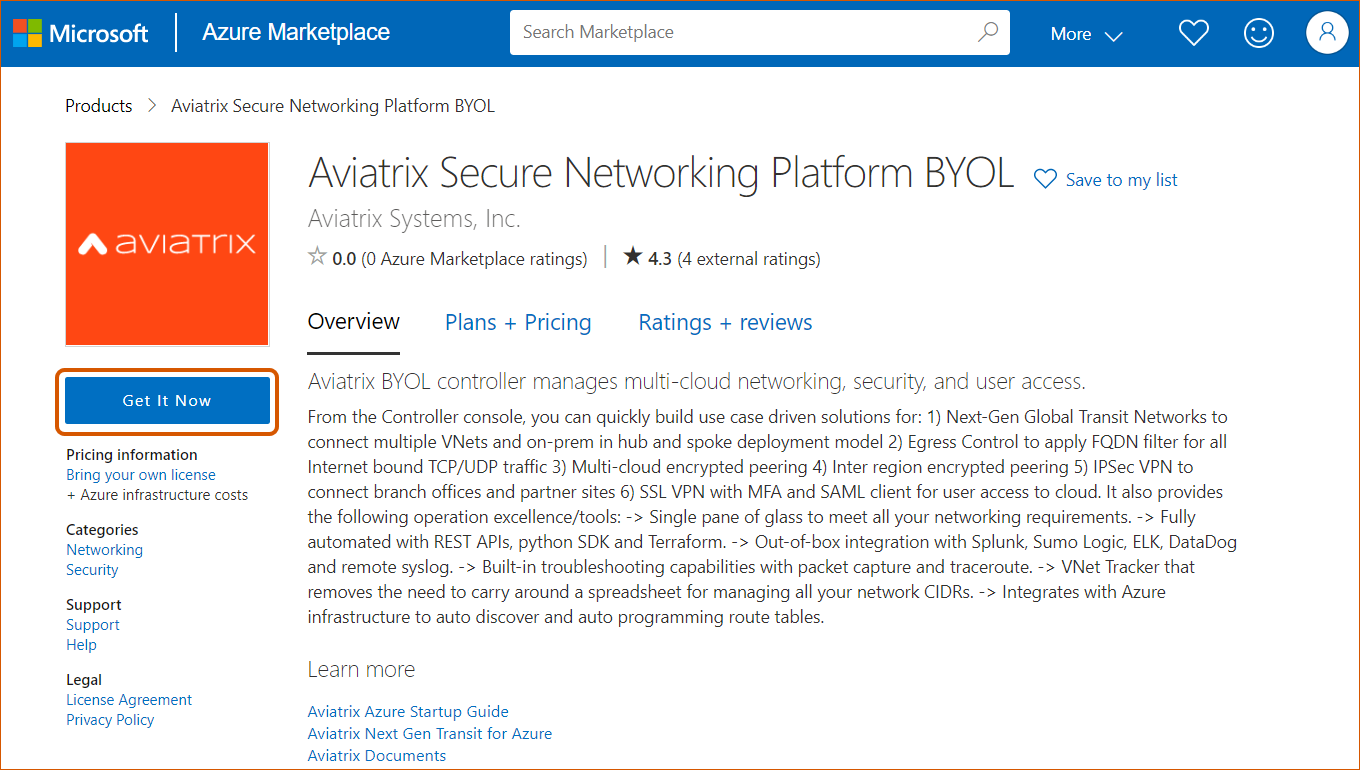 Microsoft
Azure Marketplace
Search Marketplace
More
Products > Aviatrix Secure Networking Platform BYOL
AVIATRIX
Aviatrix Secure Networking Platform BYOL
Save to my list
Aviatrix Systems, Inc.
0.0 (0 Azure Marketplace ratings) | 4.3 (4 external ratings)
Overview
Plans + Pricing
Ratings + reviews
Get It Now
Pricing information
Bring your own license
+ Azure infrastructure costs
Categories
Networking
Security
Support
Support
Help
Legal
License Agreement
Privacy Policy
Aviatrix BYOL controller manages multi-cloud networking, security, and user access.
From the Controller console, you can quickly build use case driven solutions for: 1) Next-Gen Global Transit Networks to
connect multiple VNets and on-prem in hub and spoke deployment model 2) Egress Control to apply FQDN filter for all
Internet bound TCP/UDP traffic 3) Multi-cloud encrypted peering 4) Inter region encrypted peering 5) IPSec VPN to
connect branch offices and partner sites 6) SSL VPN with MFA and SAML client for user access to cloud. It also provides
the following operation excellence/tools: -> Single pane of glass to meet all your networking requirements. -> Fully
automated with REST APIs, python SDK and Terraform. -> Out-of-box integration with Splunk, Sumo Logic, ELK, DataDog
and remote syslog. -> Built-in troubleshooting capabilities with packet capture and traceroute. -> VNet Tracker that
removes the need to carry around a spreadsheet for managing all your network CIDRs. -> Integrates with Azure
infrastructure to auto discover and auto programming route tables.
Learn more
Aviatrix Azure Startup Guide
Aviatrix Next Gen Transit for Azure
Aviatrix Documents